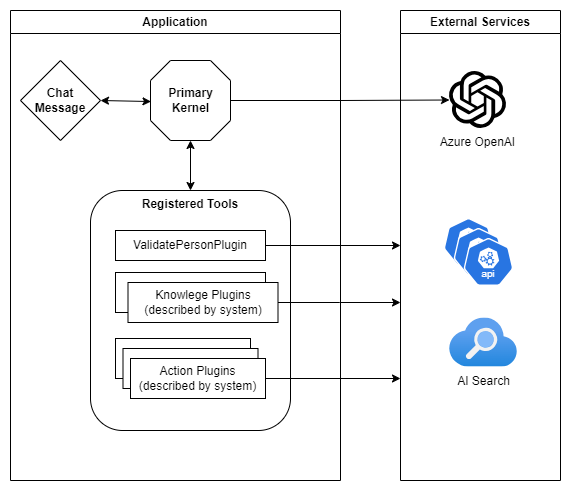 Application
External Services
Chat
Message
Primary
Kernel
Azure OpenAI
Registered Tools
ValidatePersonPlugin
Knowlege Plugins
(described by system)
Action Plugins
(described by system)
.api
AI Search